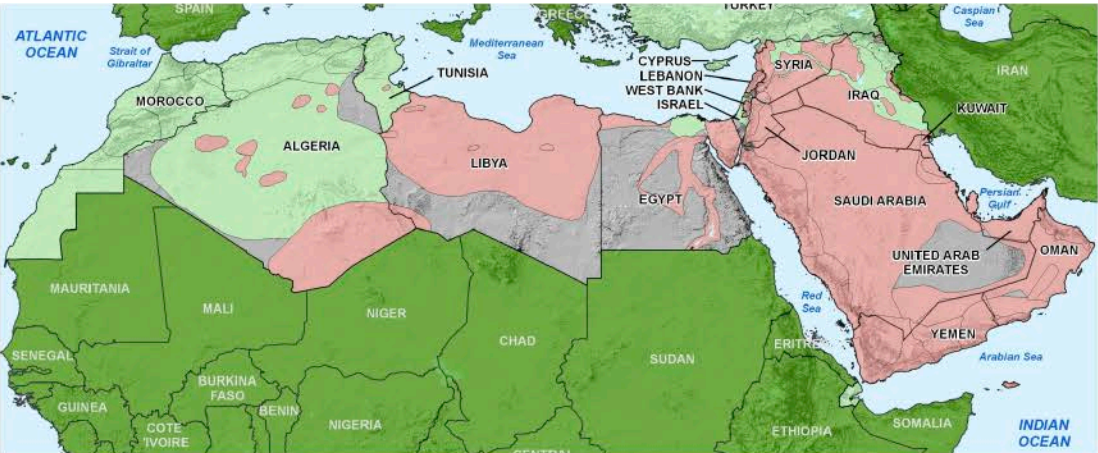 SPAIN
GREECE
TURKEY
Caspian
Sea
ATLANTIC
OCEAN
Strait of
Gibraltar
Mediterranean
Sea
CYPRUS
LEBANON
WEST BANK
ISRAEL
SYRIA
IRAN
TUNISIA
MOROCCO
IRAQ
KUWAIT
ALGERIA
LIBYA
JORDAN
EGYPT
SAUDI ARABIA
Persian
Gulf
UNITED ARAB
EMIRATES
OMAN
MAURITANIA
MALI
NIGER
CHAD
SUDAN
Red
Sea
ERITRE
YEMEN
Arabian Sea
SENEGAL
BURKINA
FASO
GUINEA
BENIN
COTE
'IVOIRE
NIGERIA
ETHIOPIA
SOMALIA
INDIAN
OCEAN
CENTRAL